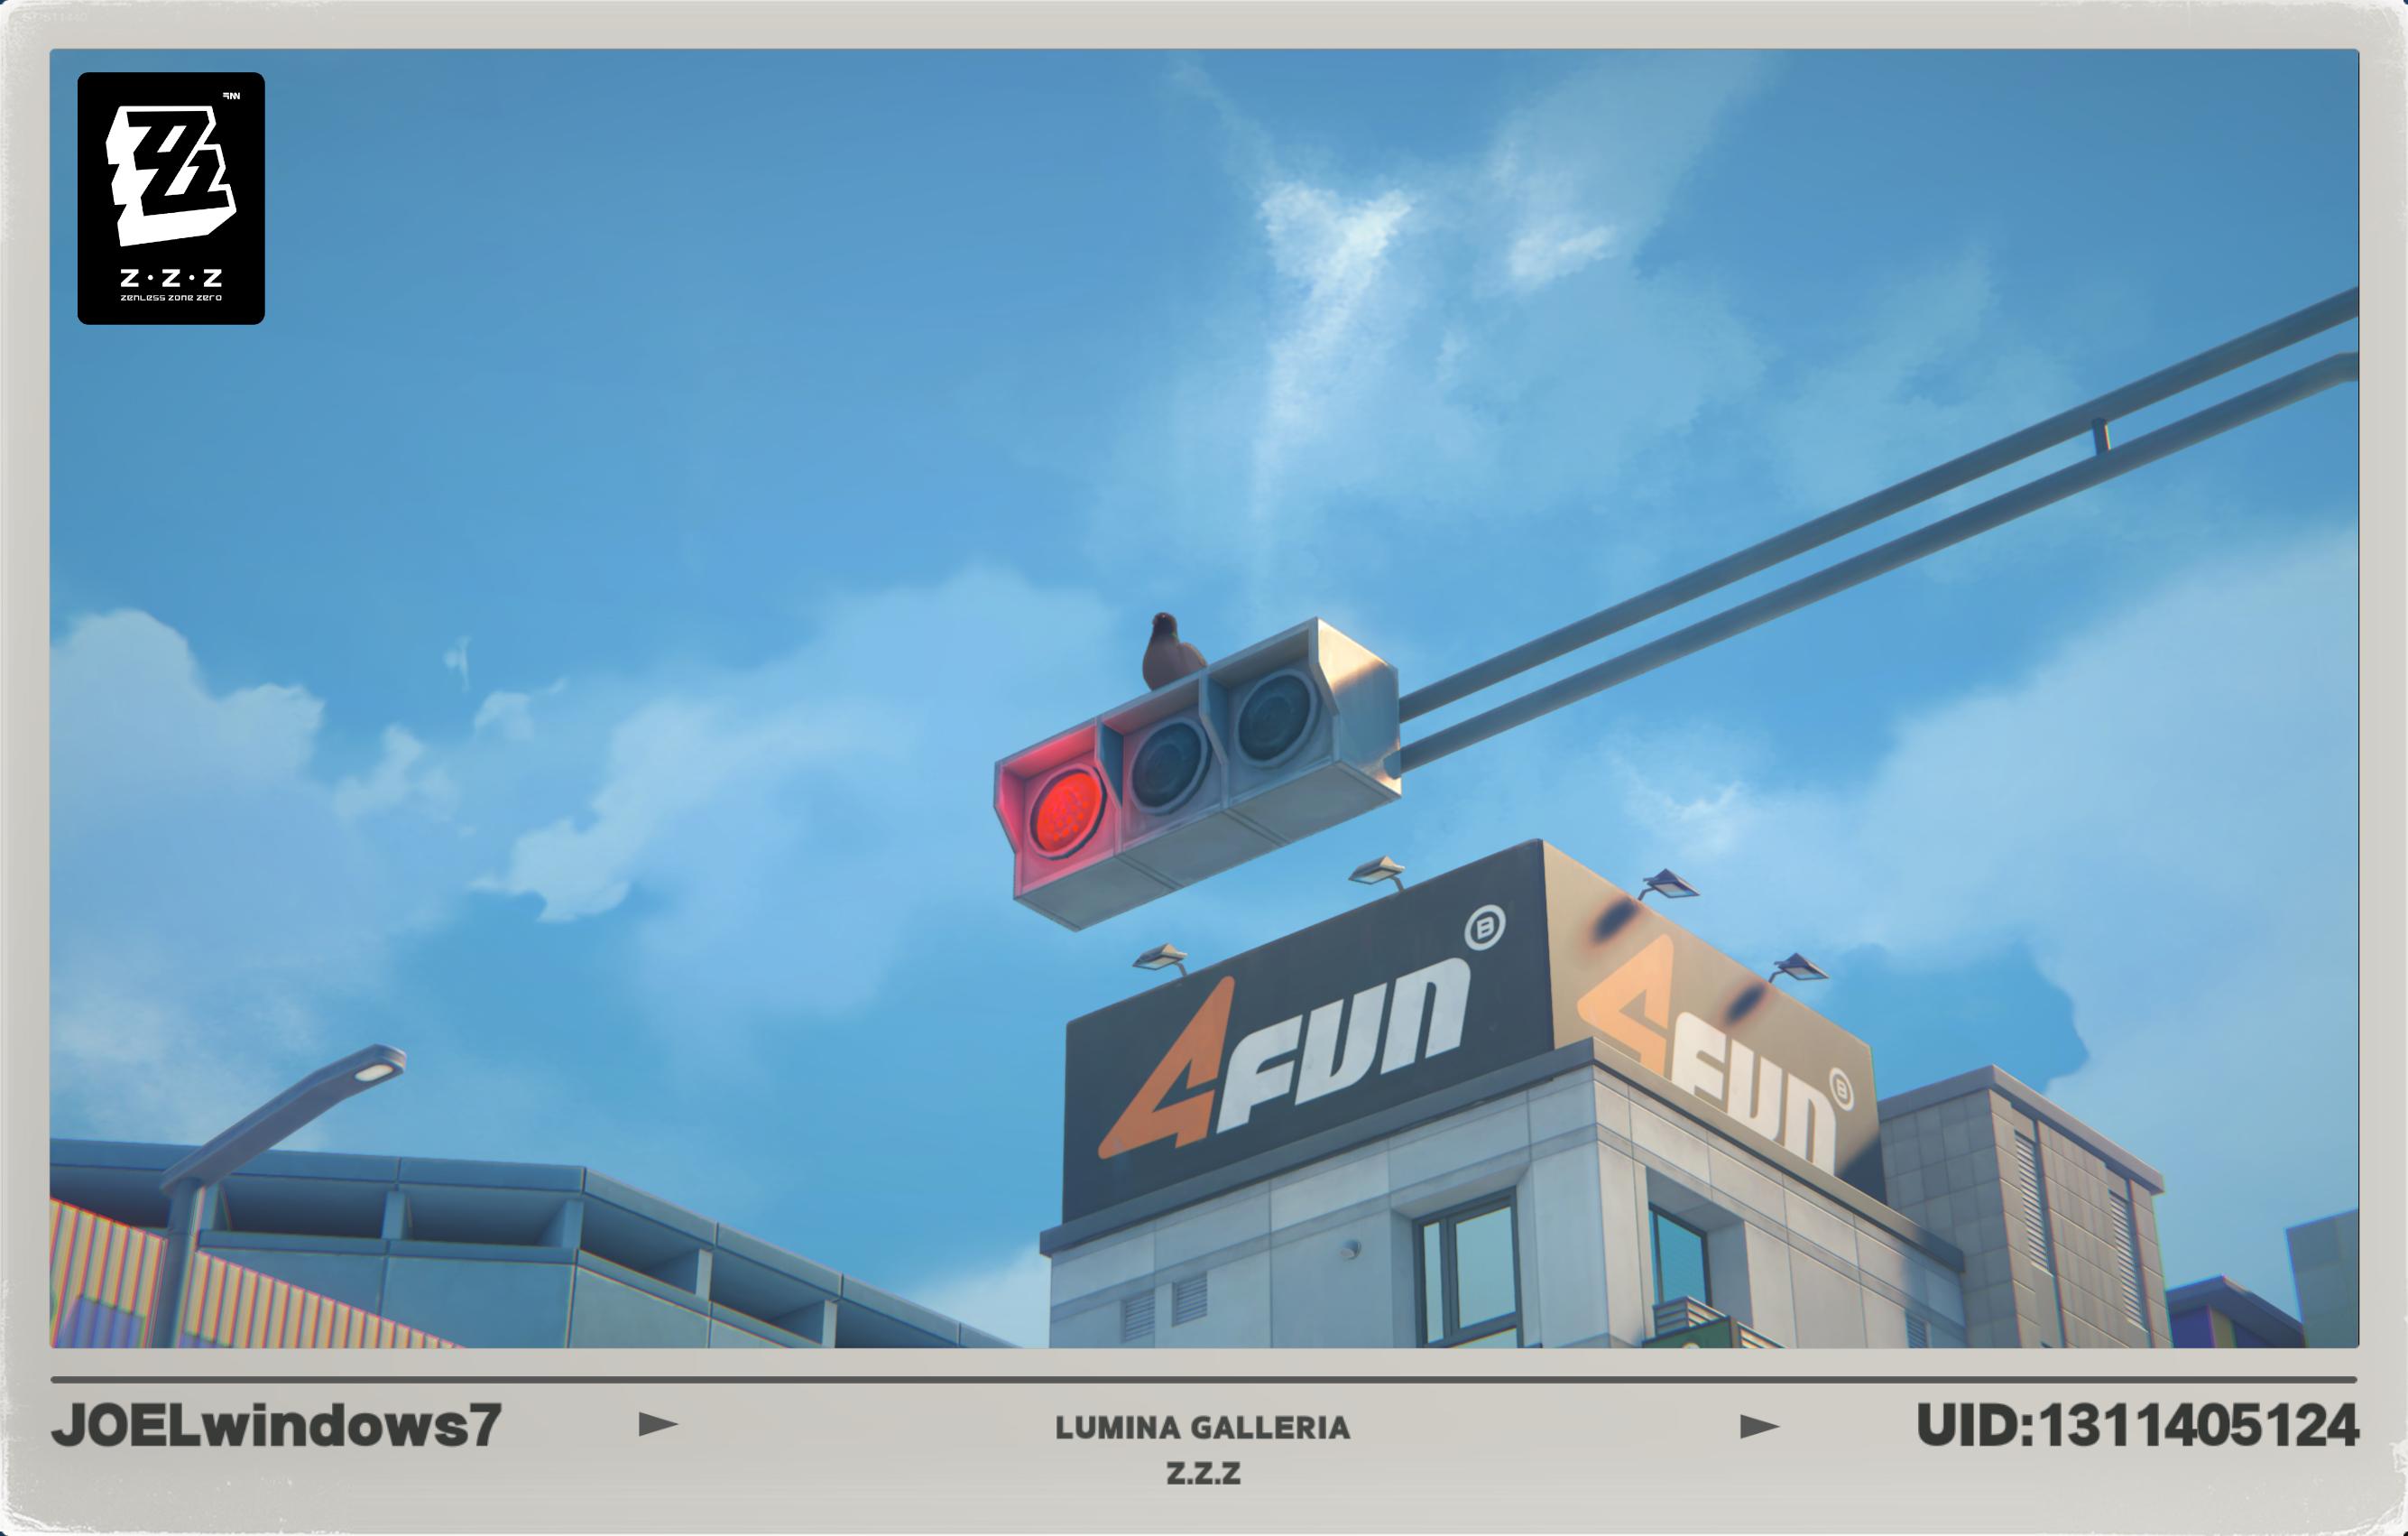 Z·Z·Z
zenless zone zero
4FUN B
4FUN B
JOELwindows7
LUMINA GALLERIA
UID:1311405124
Z.Z.Z